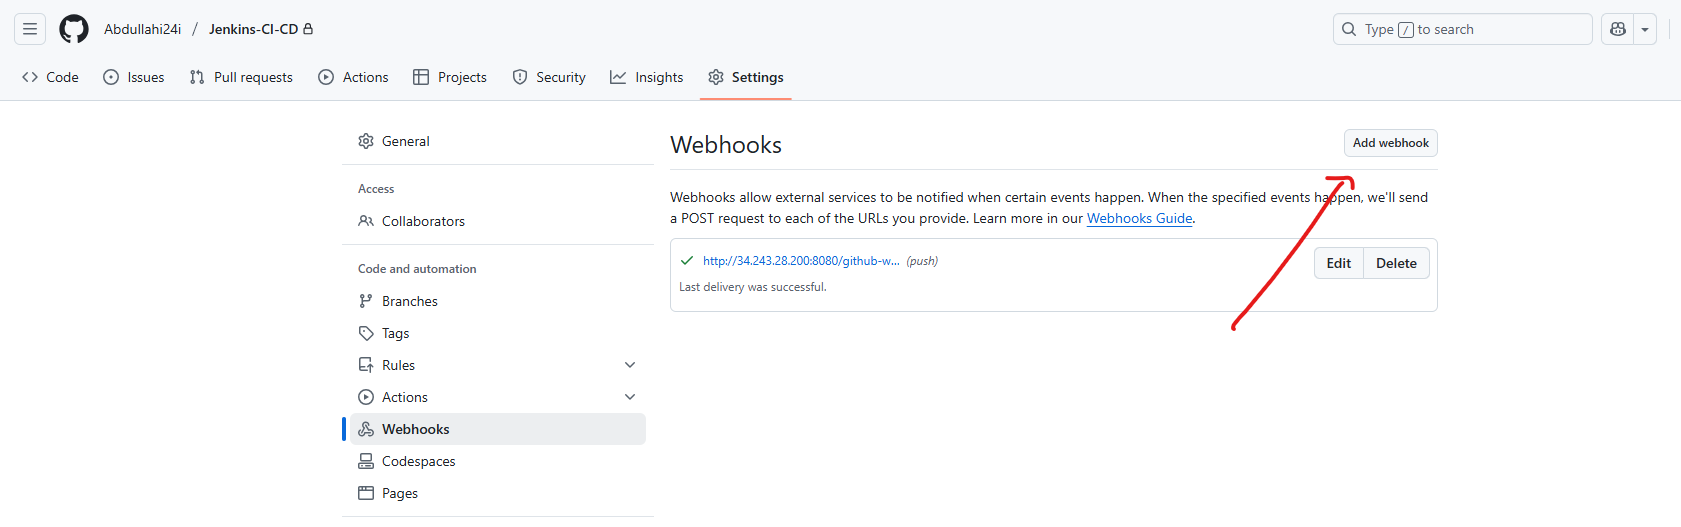 Abdullahi24i / Jenkins-CI-CD
Type / to search
Code Issues Pull requests Actions Projects Security Insights Settings
General
Access
Collaborators
Code and automation
Branches
Tags
Rules
Actions
Webhooks
Codespaces
Pages
Webhooks
Add webhook
Webhooks allow external services to be notified when certain events happen. When the specified events happen, we'll send
a POST request to each of the URLs you provide. Learn more in our Webhooks Guide.
http://34.243.28.200:8080/github-w... (push)
Edit Delete
Last delivery was successful.